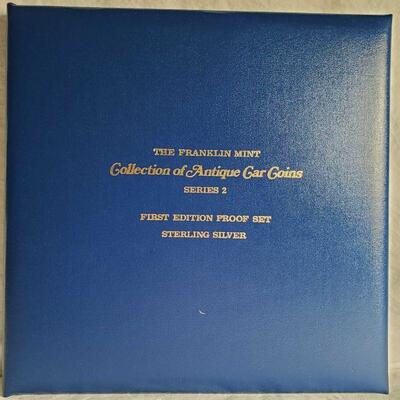 THE FRANKLIN MINT
Collection of Antique Car Coins
SERIES 2
FIRST EDITION PROOF SET
STERLING SILVER